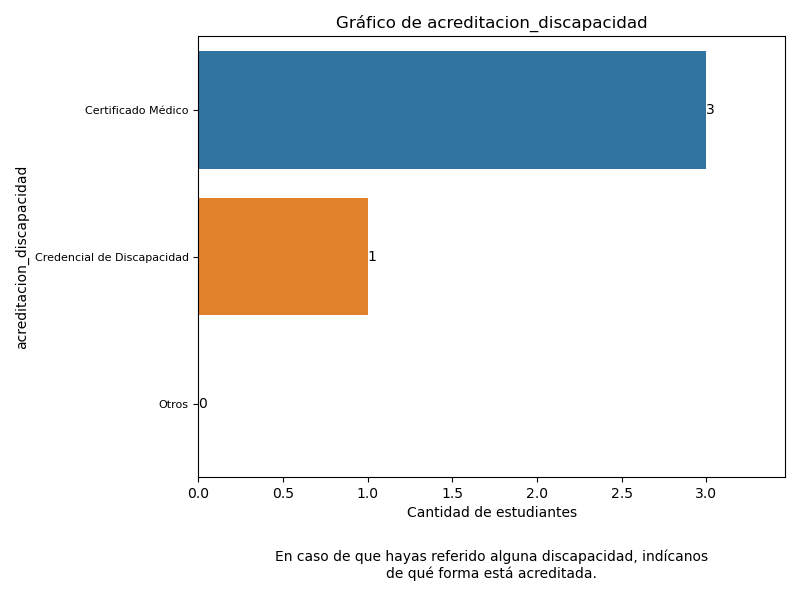 Gráfico de acreditacion_discapacidad
acreditacion_discapacidad
Certificado Médico
3
Credencial de Discapacidad
1
Otros
0
0.0 0.5 1.0 1.5 2.0 2.5 3.0
Cantidad de estudiantes
En caso de que hayas referido alguna discapacidad, indícanos
de qué forma está acreditada.